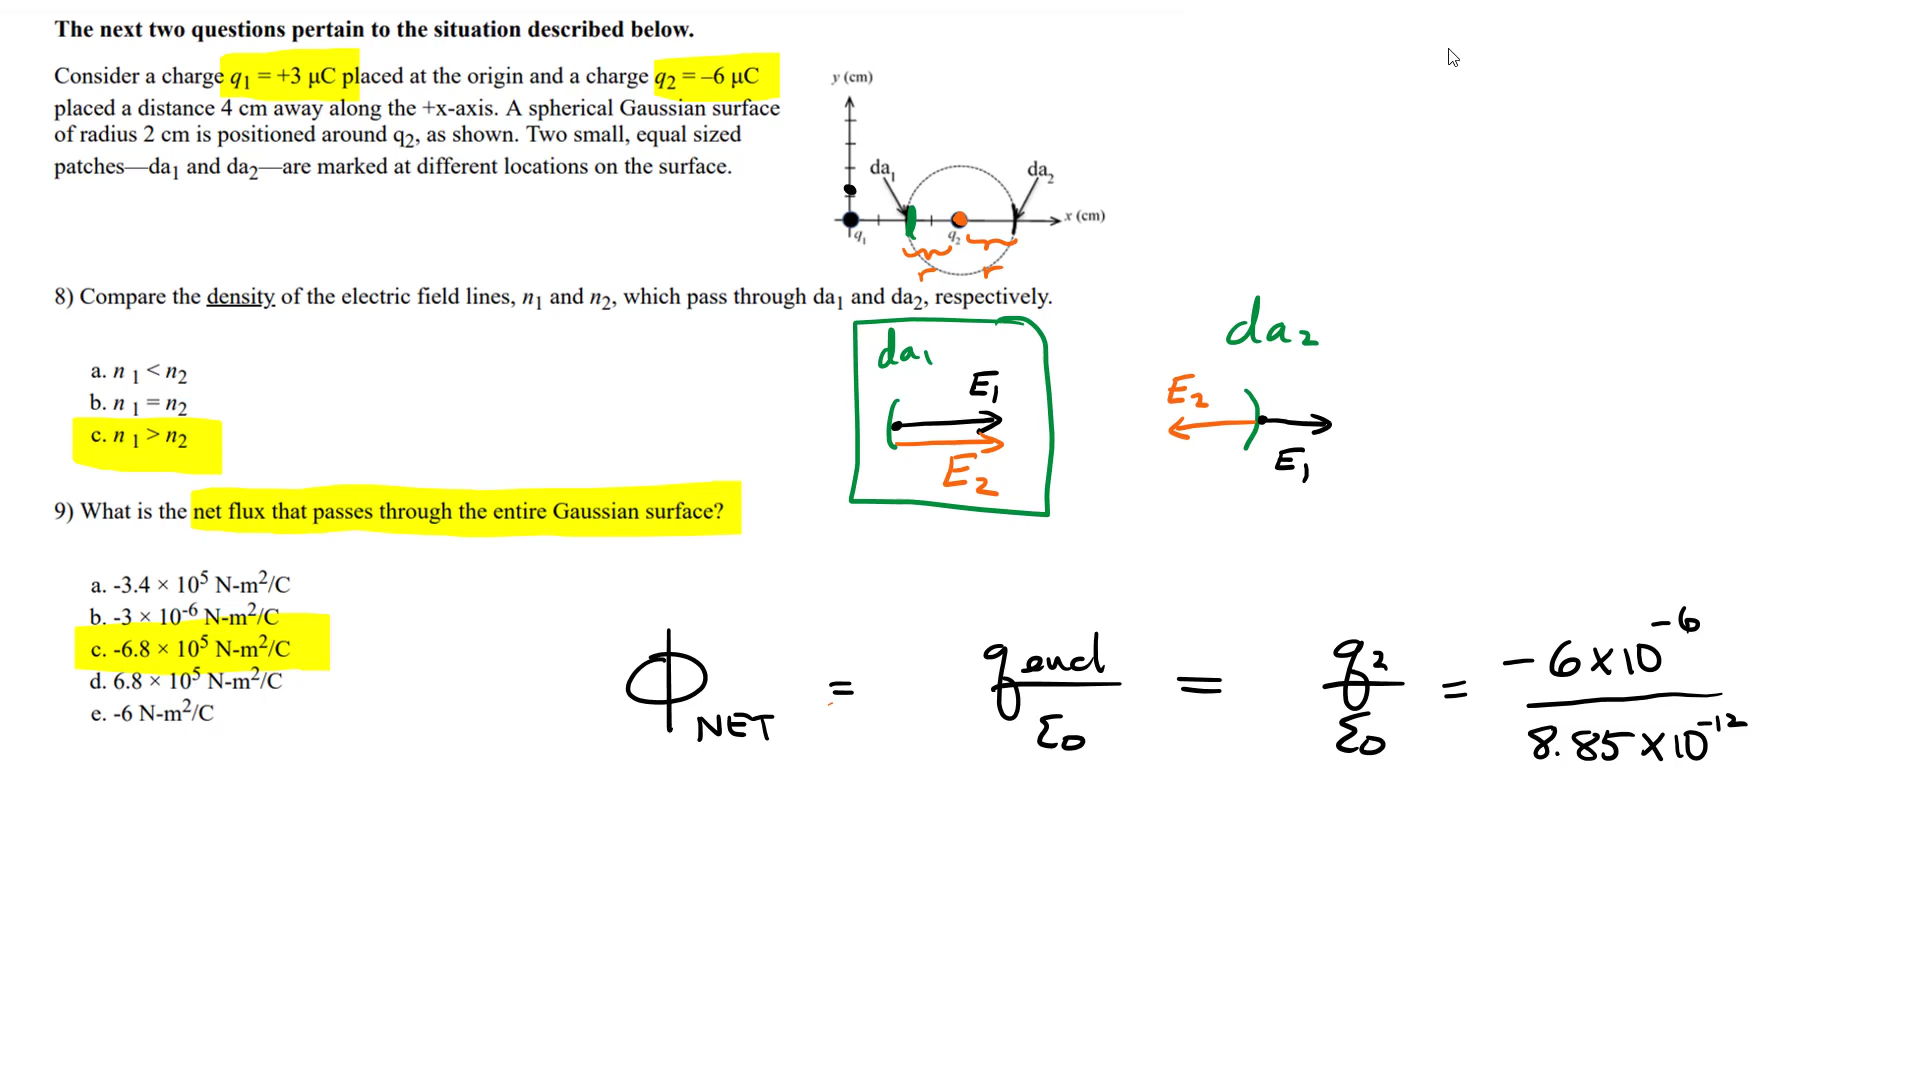 The next two questions pertain to the situation described below.
Consider a charge q1 = +3 μC placed at the origin and a charge q2 = –6 μC
placed a distance 4 cm away along the +x-axis. A spherical Gaussian surface
of radius 2 cm is positioned around q2, as shown. Two small, equal sized
patches—da1 and da2—are marked at different locations on the surface.
y (cm)
da1
da2
x (cm)
q1
q2
r
r
8) Compare the density of the electric field lines, n1 and n2, which pass through da1 and da2, respectively.
a. n 1 < n2
b. n 1 = n2
c. n 1 > n2
da1
E1
E2
da2
E2
E1
9) What is the net flux that passes through the entire Gaussian surface?
a. -3.4 × 10^5 N-m^2/C
b. -3 × 10^-6 N-m^2/C
c. -6.8 × 10^5 N-m^2/C
d. 6.8 × 10^5 N-m^2/C
e. -6 N-m^2/C
Φ NET = q encl / ε0 = q2 / ε0 = -6 × 10^-6 / 8.85 × 10^-12